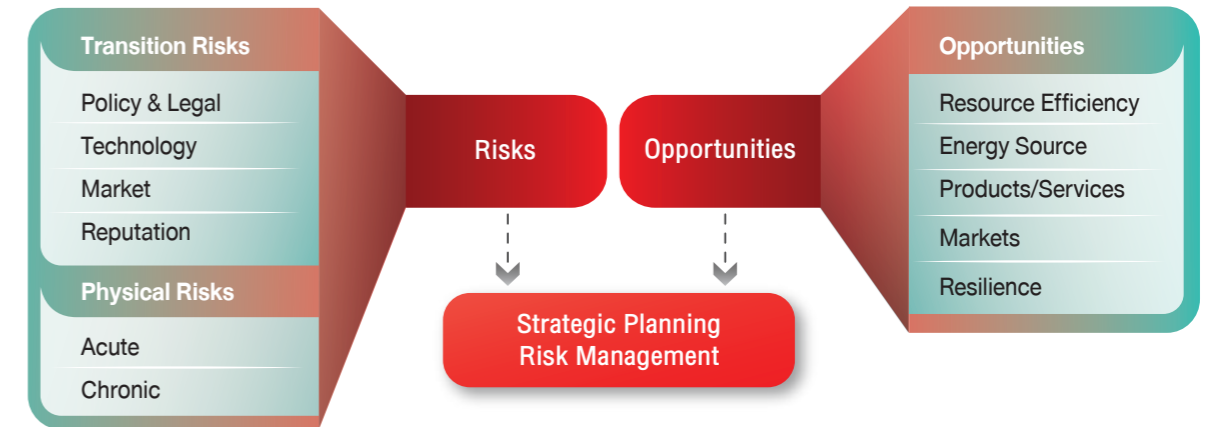 Transition Risks
Policy & Legal
Technology
Market
Reputation
Physical Risks
Acute
Chronic
Risks
Opportunities
Strategic Planning
Risk Management
Opportunities
Resource Efficiency
Energy Source
Products/Services
Markets
Resilience